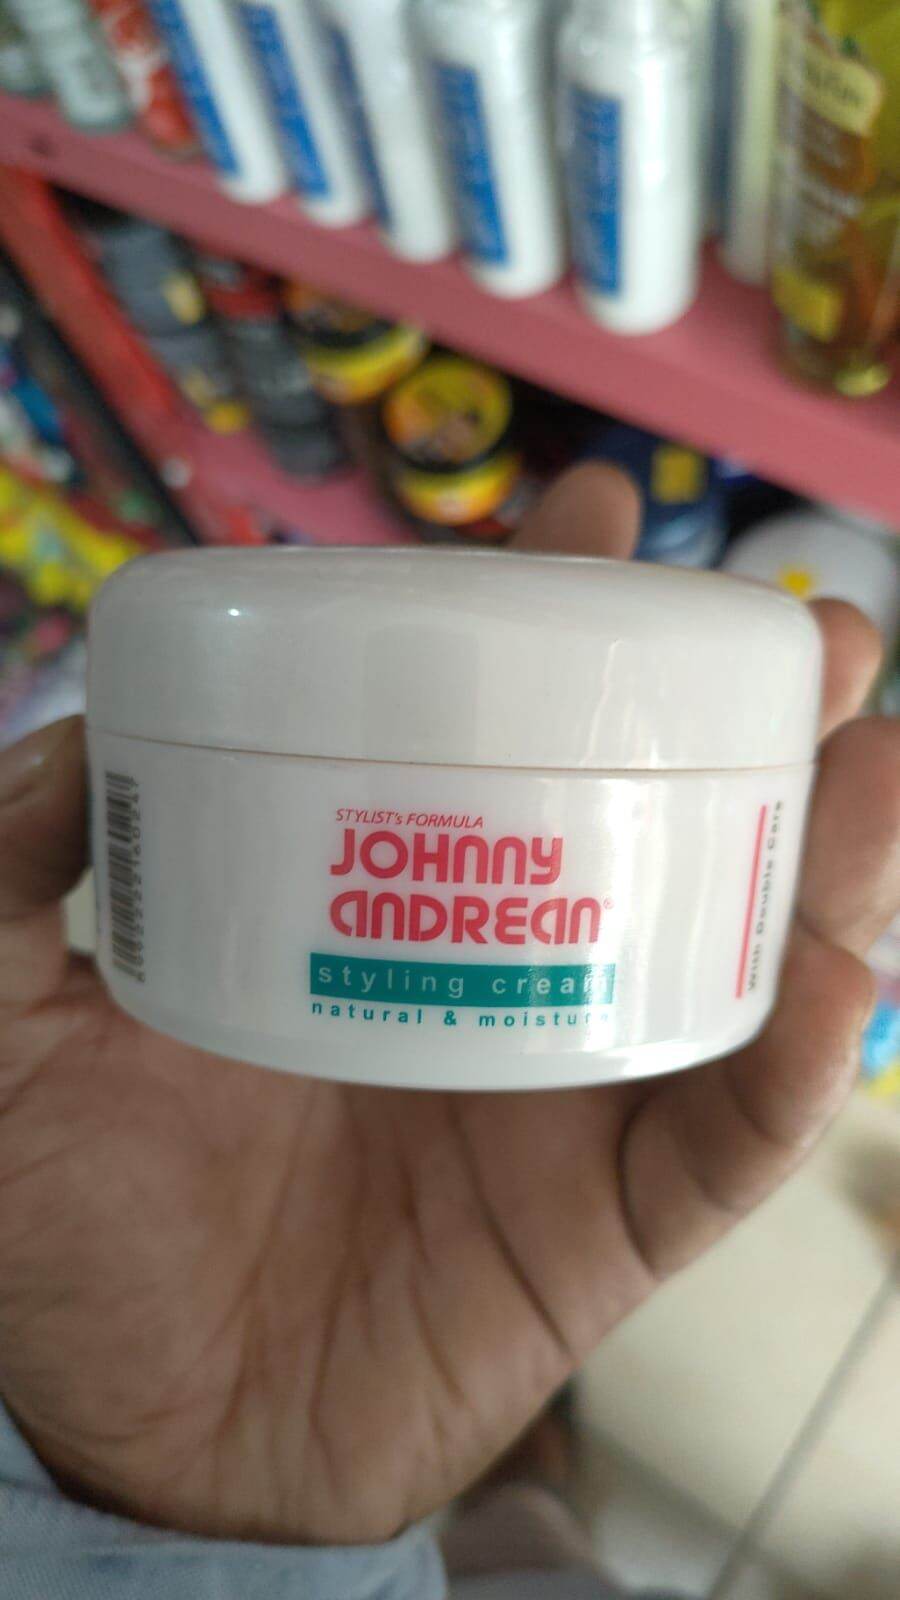 STYLIST's FORMULA
JOHNNY
ANDREAN®
styling cream
natural & moisture
With Double Care